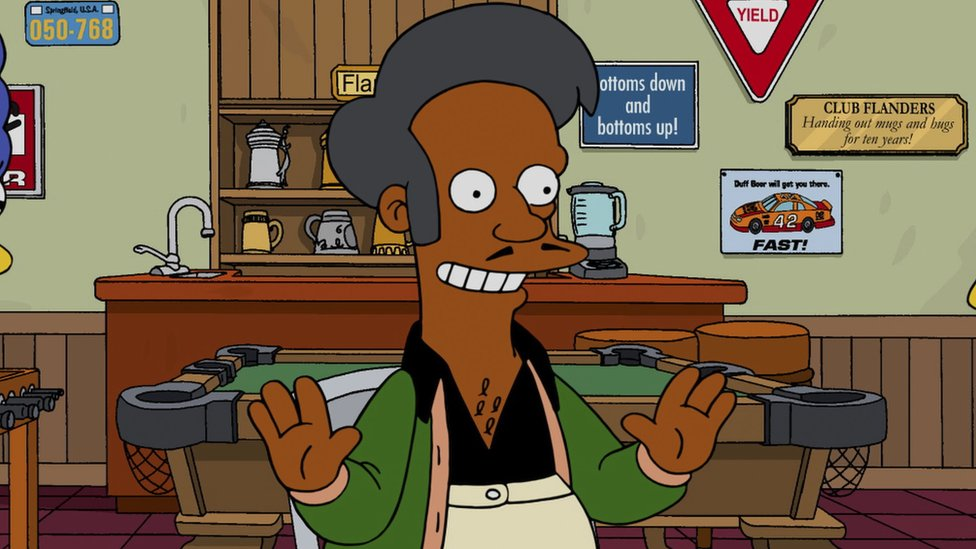 Springfield, U.S.A.
050-768
Fla
YIELD
ottoms down
and
bottoms up!
CLUB FLANDERS
Handing out mugs and hugs
for ten years!
Duff Beer will get you there.
42
FAST!
R